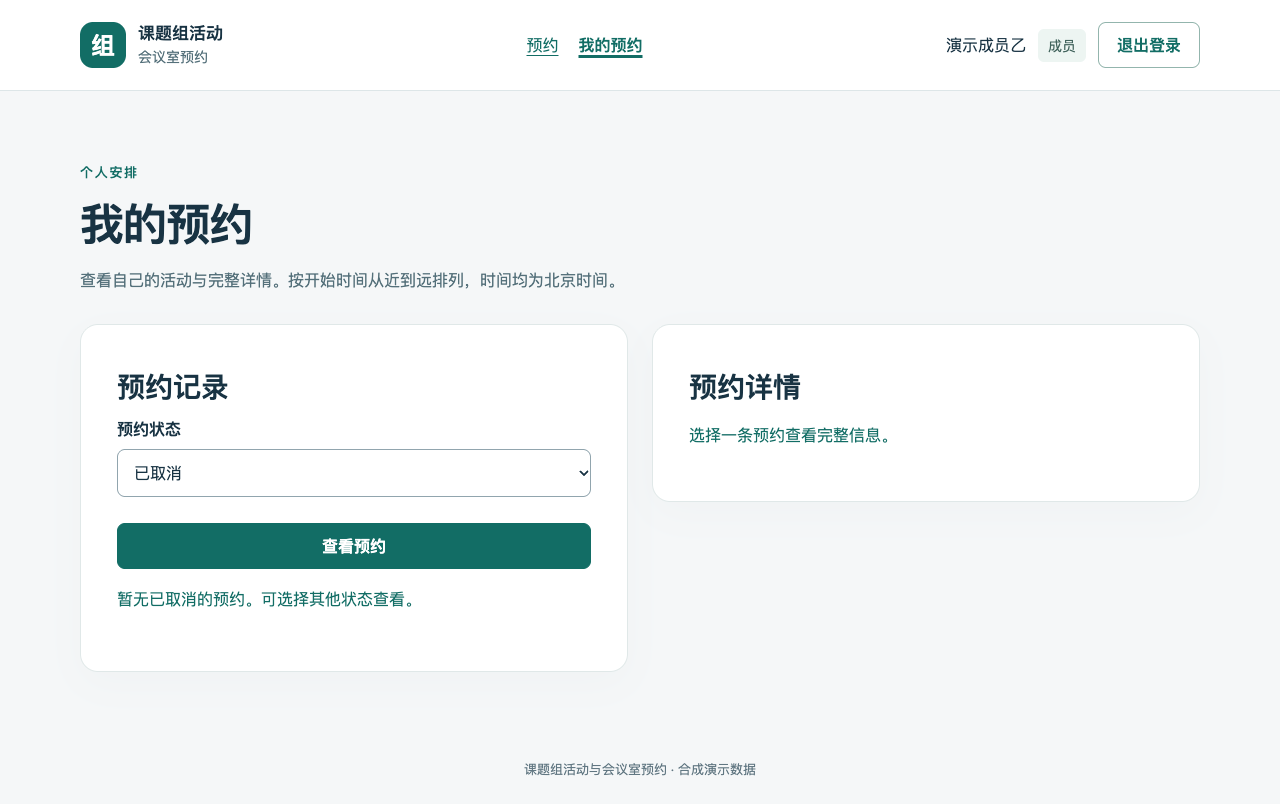 组
课题组活动
会议室预约
预约
我的预约
演示成员乙
成员
退出登录
个人安排
我的预约
查看自己的活动与完整详情。按开始时间从近到远排列，时间均为北京时间。
预约记录
预约状态
已取消
查看预约
暂无已取消的预约。可选择其他状态查看。
预约详情
选择一条预约查看完整信息。
课题组活动与会议室预约 · 合成演示数据